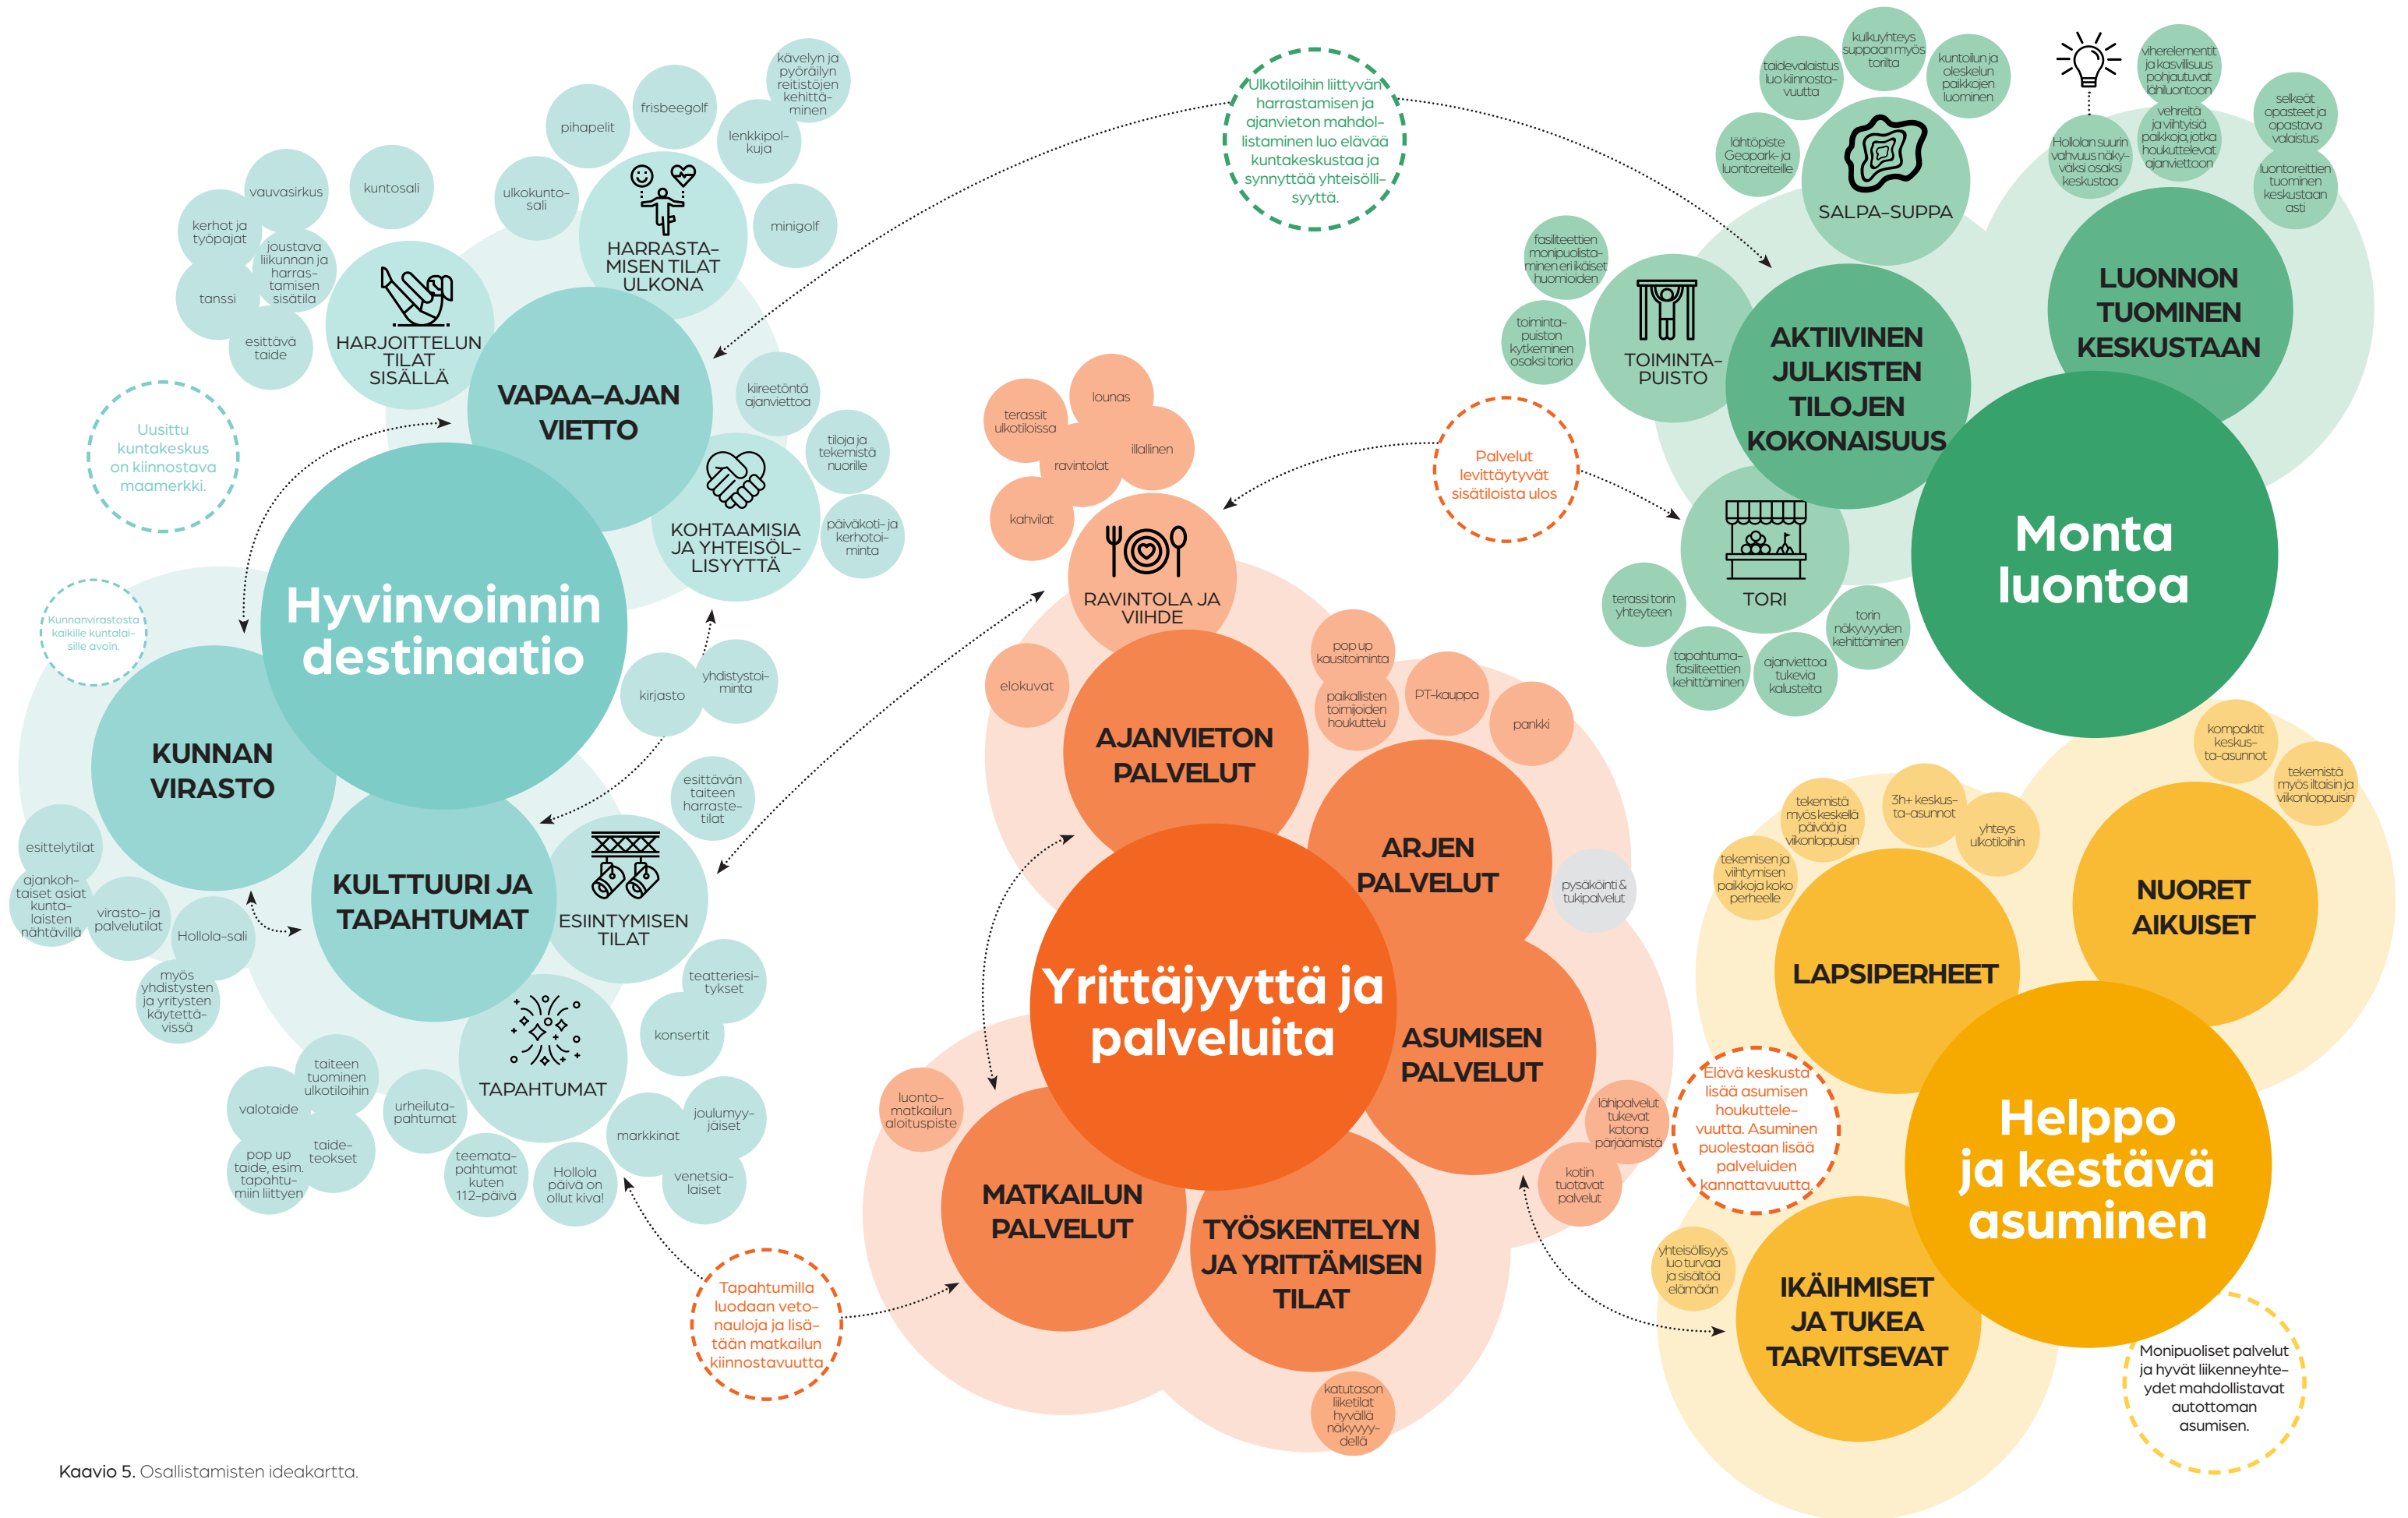 kävelyn ja
pyöräilyn
reitistöjen
kehittä-
minen
frisbeegolf
pihapelit
lenkkipol-
kuja
ulkokunto-
sali
minigolf
HARRASTA-
MISEN TILAT
ULKONA
vauvasirkus
kuntosali
kerhot ja
työpajat
joustava
liikunnan ja
harras-
tamisen
sisätila
tanssi
esittävä
taide
HARJOITTELUN
TILAT
SISÄLLÄ
VAPAA-AJAN
VIETTO
kiireetöntä
ajanviettoa
tiloja ja
tekemistä
nuorille
päiväkoti- ja
kerhotoi-
minta
KOHTAAMISIA
JA YHTEISÖL-
LISYYTTÄ
Uusittu
kuntakeskus
on kiinnostava
maamerkki.
Kunnanvirastosta
kaikille kuntalai-
sille avoin.
Hyvinvoinnin
destinaatio
KUNNAN
VIRASTO
kirjasto
yhdistystoi-
minta
esittävän
taiteen
harraste-
tilat
esittelytilat
ajankoh-
taiset asiat
kunta-
laisten
nähtävillä
virasto- ja
palvelutilat
Hollola-sali
myös
yhdistysten
ja yritysten
käytettä-
vissä
KULTTUURI JA
TAPAHTUMAT
ESIINTYMISEN
TILAT
teatteriesi-
tykset
konsertit
TAPAHTUMAT
taiteen
tuominen
ulkotiloihin
valotaide
taide-
teokset
pop up
taide, esim.
tapahtu-
miin liittyen
urheiluta-
pahtumat
teemata-
pahtumat
kuten
112-päivä
Hollola
päivä on
ollut kiva!
markkinat
joulumyy-
jäiset
venetsia-
laiset
Tapahtumilla
luodaan veto-
nauloja ja lisä-
tään matkailun
kiinnostavuutta
Ulkotiloihin liittyvän
harrastamisen ja
ajanvieton mahdol-
listaminen luo elävää
kuntakeskustaa ja
synnyttää yhteisölli-
syyttä.
Palvelut
levittäytyvät
sisätiloista ulos
lounas
terassit
ulkotiloissa
illallinen
ravintolat
kahvilat
RAVINTOLA JA
VIIHDE
elokuvat
AJANVIETON
PALVELUT
pop up
kausitoiminta
paikallisten
toimijoiden
houkuttelu
PT-kauppa
pankki
ARJEN
PALVELUT
pysäköinti &
tukipalvelut
Yrittäjyyttä ja
palveluita
ASUMISEN
PALVELUT
lähipalvelut
tukevat
kotona
pärjäämistä
kotiin
tuotavat
palvelut
luonto-
matkailun
aloituspiste
MATKAILUN
PALVELUT
TYÖSKENTELYN
JA YRITTÄMISEN
TILAT
katutason
liiketilat
hyvällä
näkyvyy-
dellä
kulkuyhteys
suppaan myös
torilta
taidevalaistus
luo kiinnosta-
vuutta
kuntoilun ja
oleskelun
paikkojen
luominen
lähtöpiste
Geopark- ja
luontoreiteille
SALPA-SUPPA
fasiliteettien
monipuolista-
minen eri ikäiset
huomioiden
toiminta-
puiston
kytkeminen
osaksi toria
TOIMINTA-
PUISTO
AKTIIVINEN
JULKISTEN
TILOJEN
KOKONAISUUS
TORI
terassi torin
yhteyteen
tapahtuma-
fasiliteettien
kehittäminen
ajanviettoa
tukevia
kalusteita
torin
näkyvyyden
kehittäminen
viherelementit
ja kasvillisuus
pohjautuvat
lähiluontoon
vehreitä
ja viihtyisiä
paikkoja, jotka
houkuttelevat
ajanviettoon
Hollolan suurin
vahvuus näky-
väksi osaksi
keskustaa
selkeät
opasteet ja
opastava
valaistus
luontoreittien
tuominen
keskustaan
asti
LUONNON
TUOMINEN
KESKUSTAAN
Monta
luontoa
kompaktit
keskus-
ta-asunnot
tekemistä
myös iltaisin ja
viikonloppuisin
tekemistä
myös keskellä
päivää ja
viikonloppuisin
3h+ keskus-
ta-asunnot
yhteys
ulkotiloihin
tekemisen ja
viihtymisen
paikkoja koko
perheelle
LAPSIPERHEET
NUORET
AIKUISET
Elävä keskusta
lisää asumisen
houkuttele-
vuutta. Asuminen
puolestaan lisää
palveluiden
kannattavuutta.
Helppo
ja kestävä
asuminen
yhteisöllisyys
luo turvaa
ja sisältöä
elämään
IKÄIHMISET
JA TUKEA
TARVITSEVAT
Monipuoliset palvelut
ja hyvät liikenneyhte-
ydet mahdollistavat
autottoman
asumisen.
Kaavio 5. Osallistamisten ideakartta.